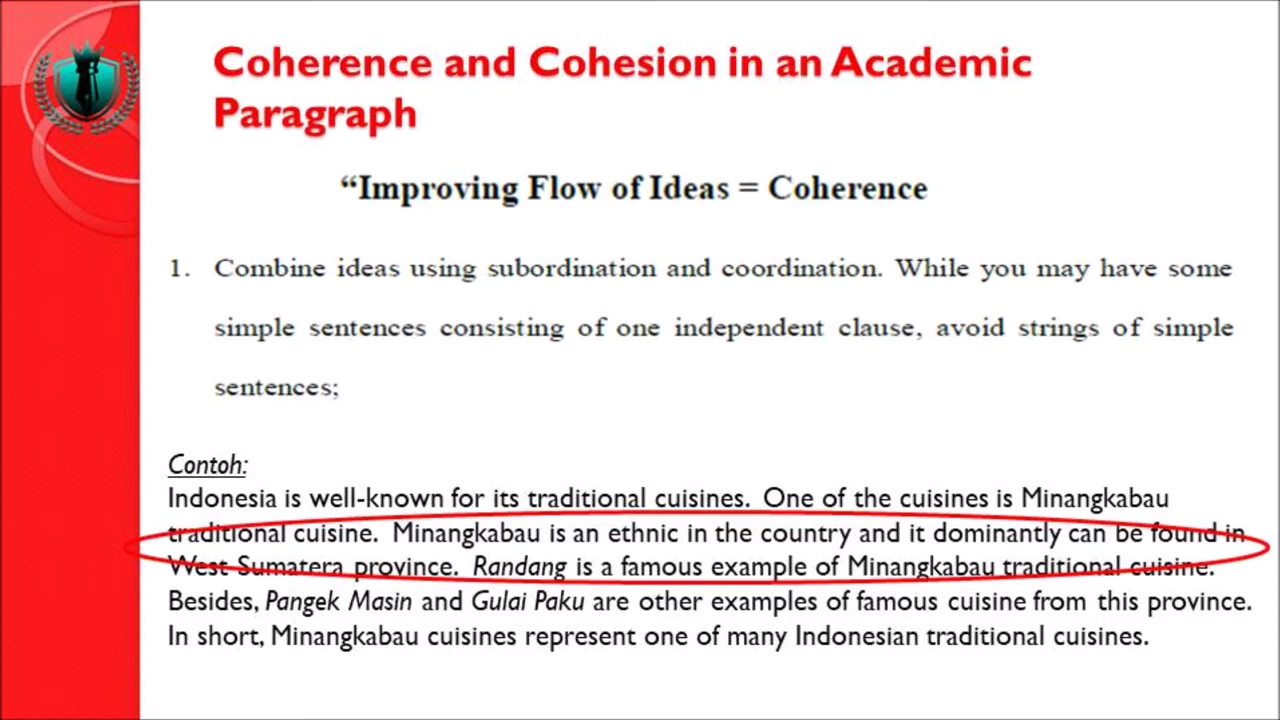 Coherence and Cohesion in an Academic
Paragraph
“Improving Flow of Ideas = Coherence
1. Combine ideas using subordination and coordination. While you may have some
simple sentences consisting of one independent clause, avoid strings of simple
sentences;
Contoh:
Indonesia is well-known for its traditional cuisines. One of the cuisines is Minangkabau
traditional cuisine. Minangkabau is an ethnic in the country and it dominantly can be found in
West Sumatera province. Randang is a famous example of Minangkabau traditional cuisine.
Besides, Pangek Masin and Gulai Paku are other examples of famous cuisine from this province.
In short, Minangkabau cuisines represent one of many Indonesian traditional cuisines.